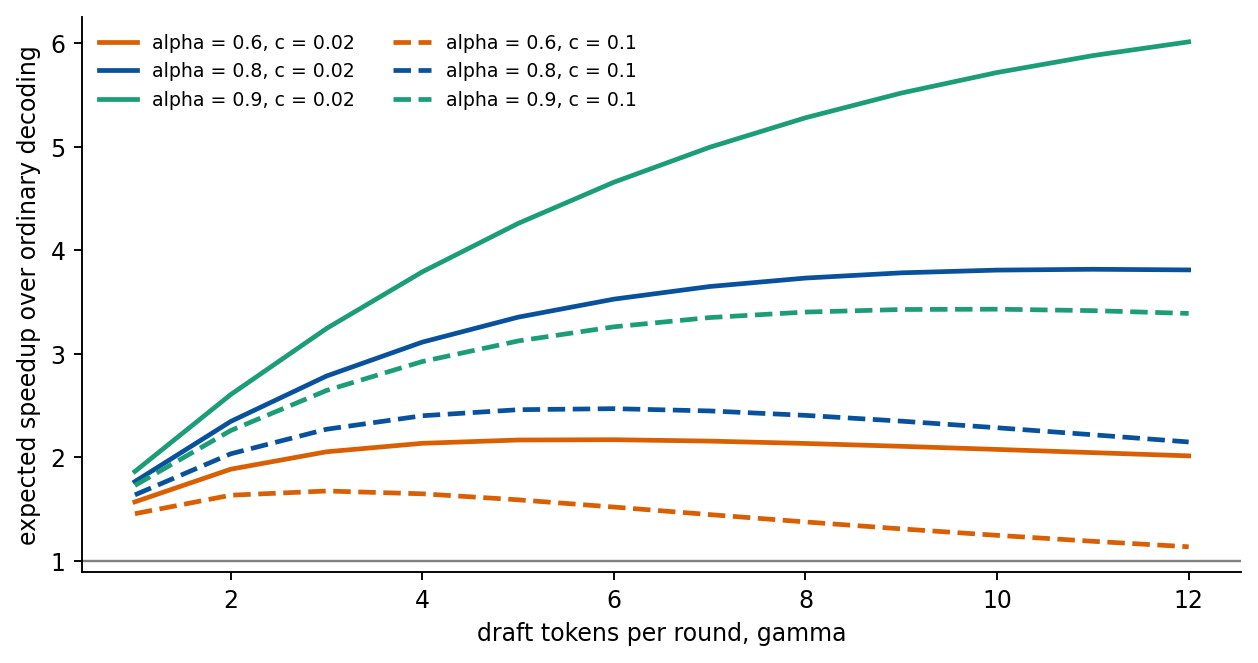 expected speedup over ordinary decoding
6
5
4
3
2
1
alpha = 0.6, c = 0.02
alpha = 0.8, c = 0.02
alpha = 0.9, c = 0.02
alpha = 0.6, c = 0.1
alpha = 0.8, c = 0.1
alpha = 0.9, c = 0.1
2 4 6 8 10 12
draft tokens per round, gamma